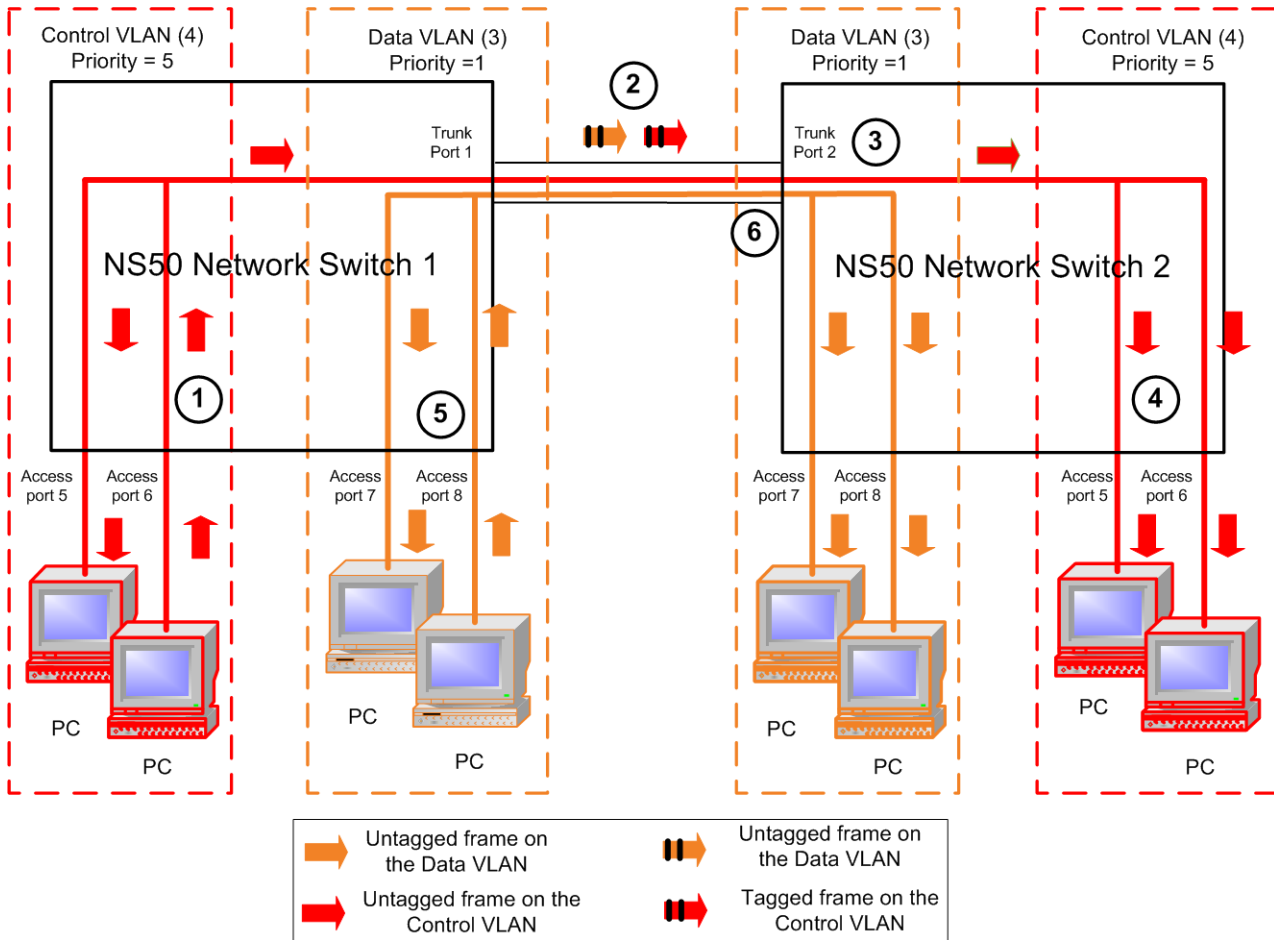 Control VLAN (4)
Priority = 5
Data VLAN (3)
Priority =1
2
Data VLAN (3)
Priority =1
Control VLAN (4)
Priority = 5
Trunk
Port 1
Trunk
Port 2
3
6
NS50 Network Switch 1
NS50 Network Switch 2
1
5
4
Access
port 5
Access
port 6
Access
port 7
Access
port 8
Access
port 7
Access
port 8
Access
port 5
Access
port 6
PC
PC
PC
PC
PC
PC
PC
PC
Untagged frame on
the Data VLAN
Untagged frame on
the Data VLAN
Untagged frame on the
Control VLAN
Tagged frame on the
Control VLAN